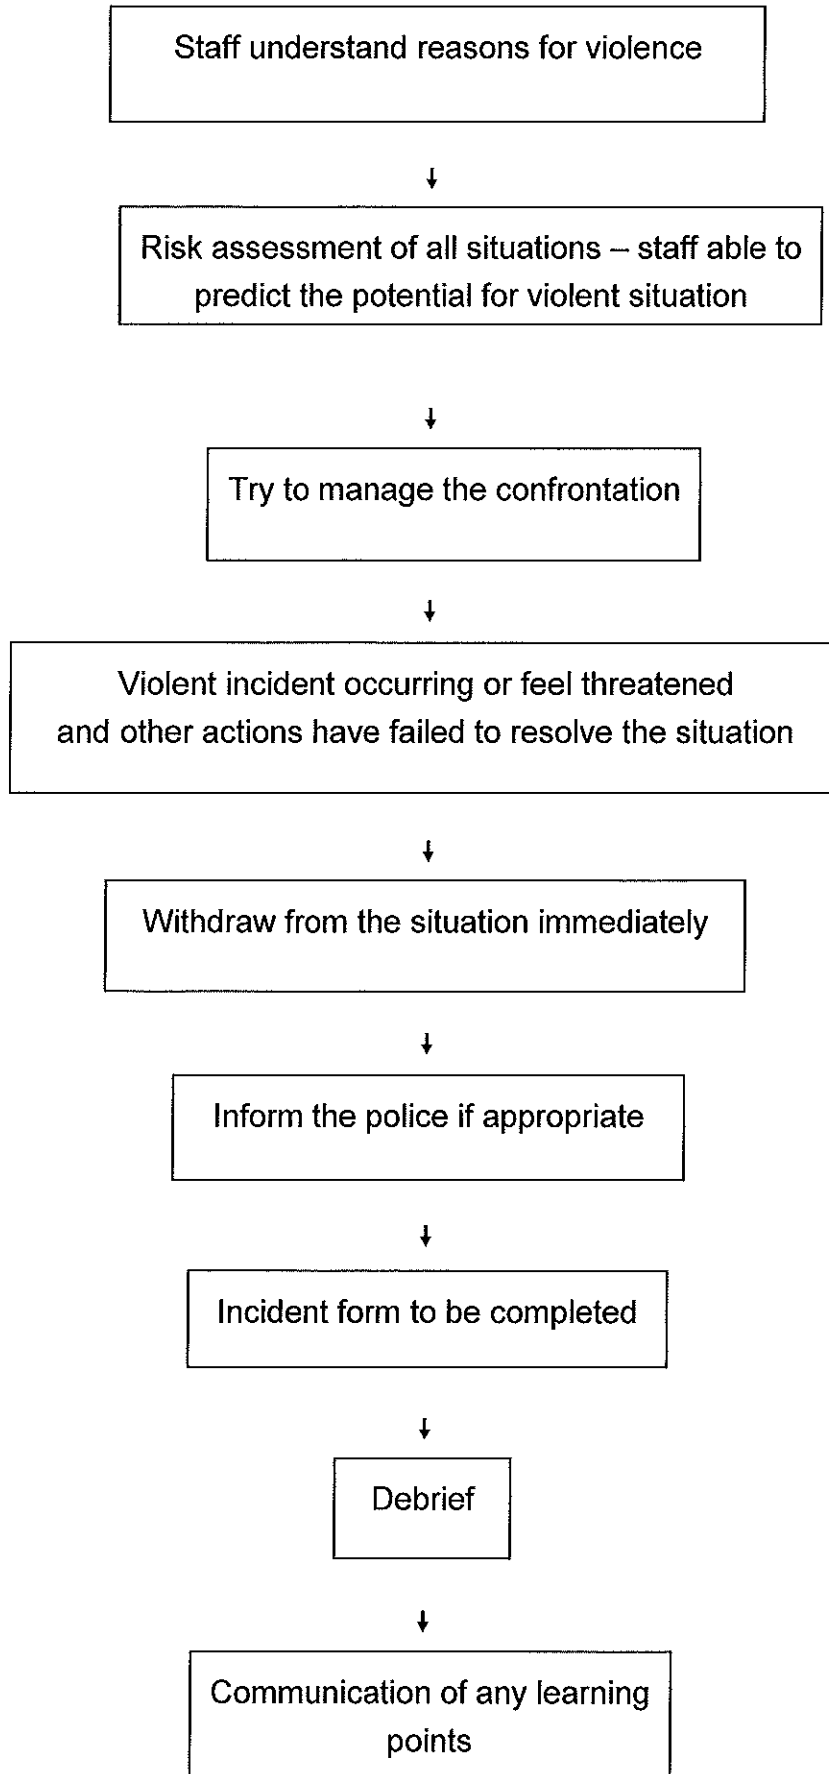 Staff understand reasons for violence
Risk assessment of all situations – staff able to
predict the potential for violent situation
Try to manage the confrontation
Violent incident occurring or feel threatened
and other actions have failed to resolve the situation
Withdraw from the situation immediately
Inform the police if appropriate
Incident form to be completed
Debrief
Communication of any learning
points